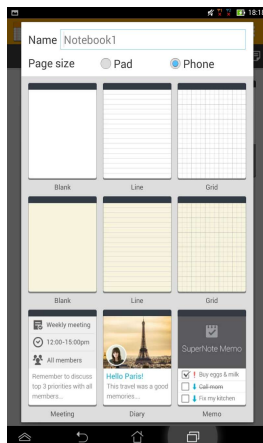 18:18
Name Notebook1
Page size Pad Phone
Blank Line Grid
Blank Line Grid
Weekly meeting
12:00-15:00pm
All members
Remember to discuss
top 3 priorities with all
members...
Hello Paris!
This travel was a good
memories...
SuperNote Memo
Buy eggs & milk
Call mom
Fix my kitchen
Meeting Diary Memo